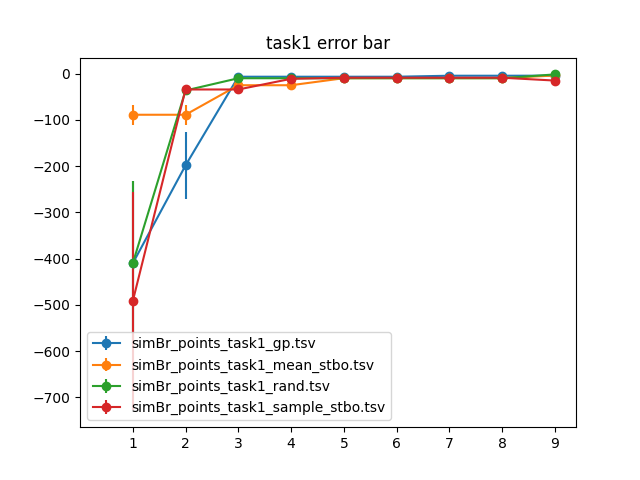 task1 error bar
0
−100
−200
−300
−400
−500
−600
−700
simBr_points_task1_gp.tsv
simBr_points_task1_mean_stbo.tsv
simBr_points_task1_rand.tsv
simBr_points_task1_sample_stbo.tsv
1 2 3 4 5 6 7 8 9